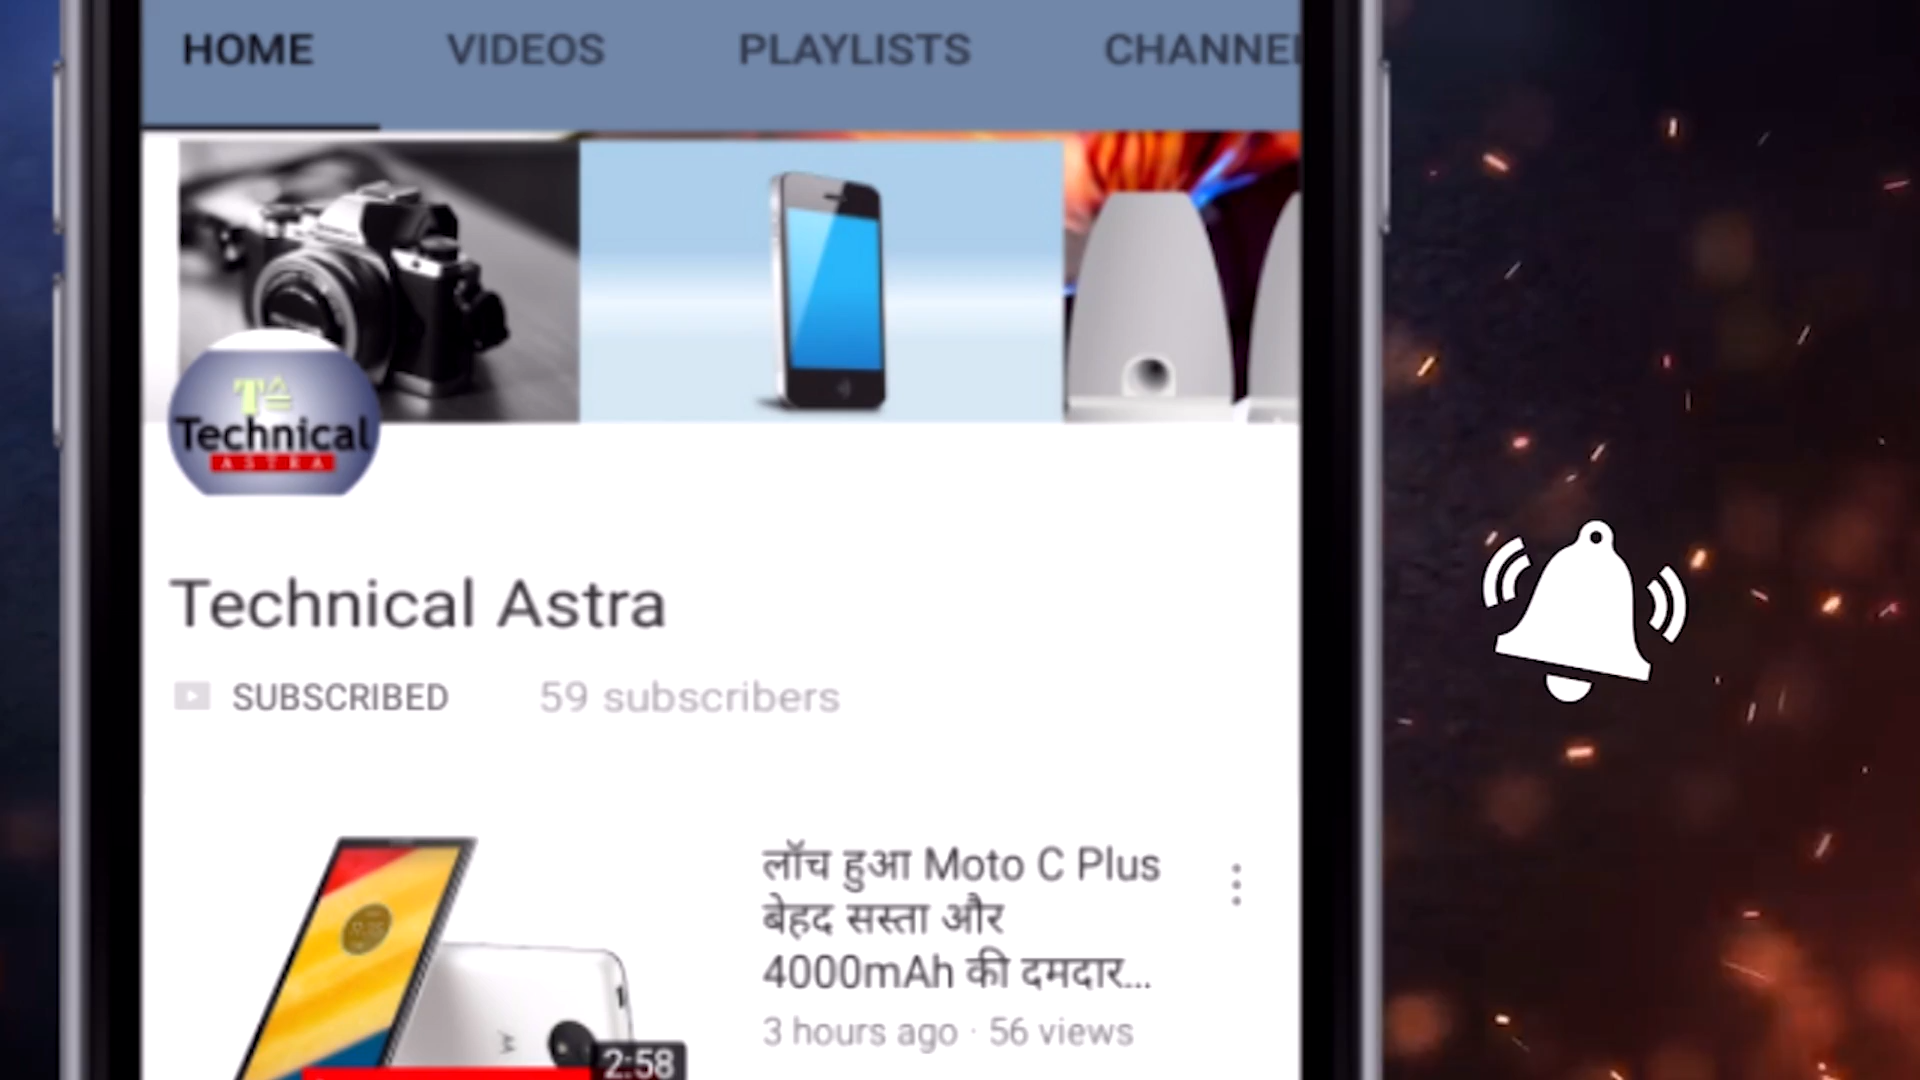 HOME VIDEOS PLAYLISTS CHANNEL
T
Technical
ASTRA
Technical Astra
SUBSCRIBED 59 subscribers
लॉच हुआ Moto C Plus
बेहद सस्ता और
4000mAh की दमदार...
3 hours ago · 56 views
2:58